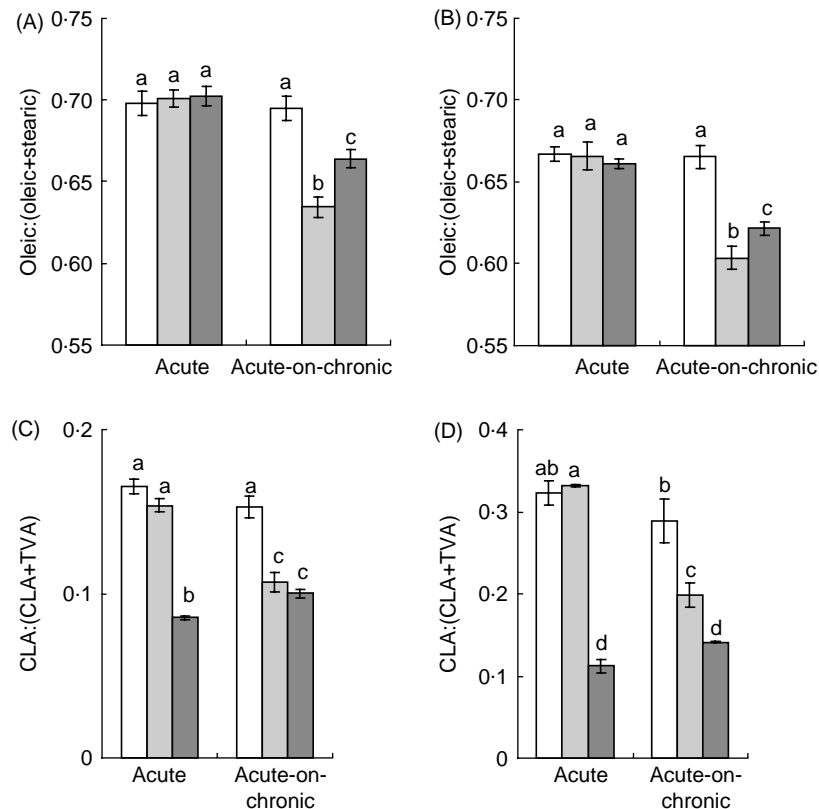 (A)
0·75
0·70
0·65
0·60
0·55
Oleic:(oleic+stearic)
a a a
a
b
c
Acute Acute-on-chronic
(B)
0·75
0·70
0·65
0·60
0·55
Oleic:(oleic+stearic)
a a a
a
b
c
Acute Acute-on-chronic
(C)
0·2
0·1
0
CLA:(CLA+TVA)
a a
b
a
c c
Acute Acute-on-
chronic
(D)
0·4
0·3
0·2
0·1
0
CLA:(CLA+TVA)
ab a
d
b
c
d
Acute Acute-on-
chronic